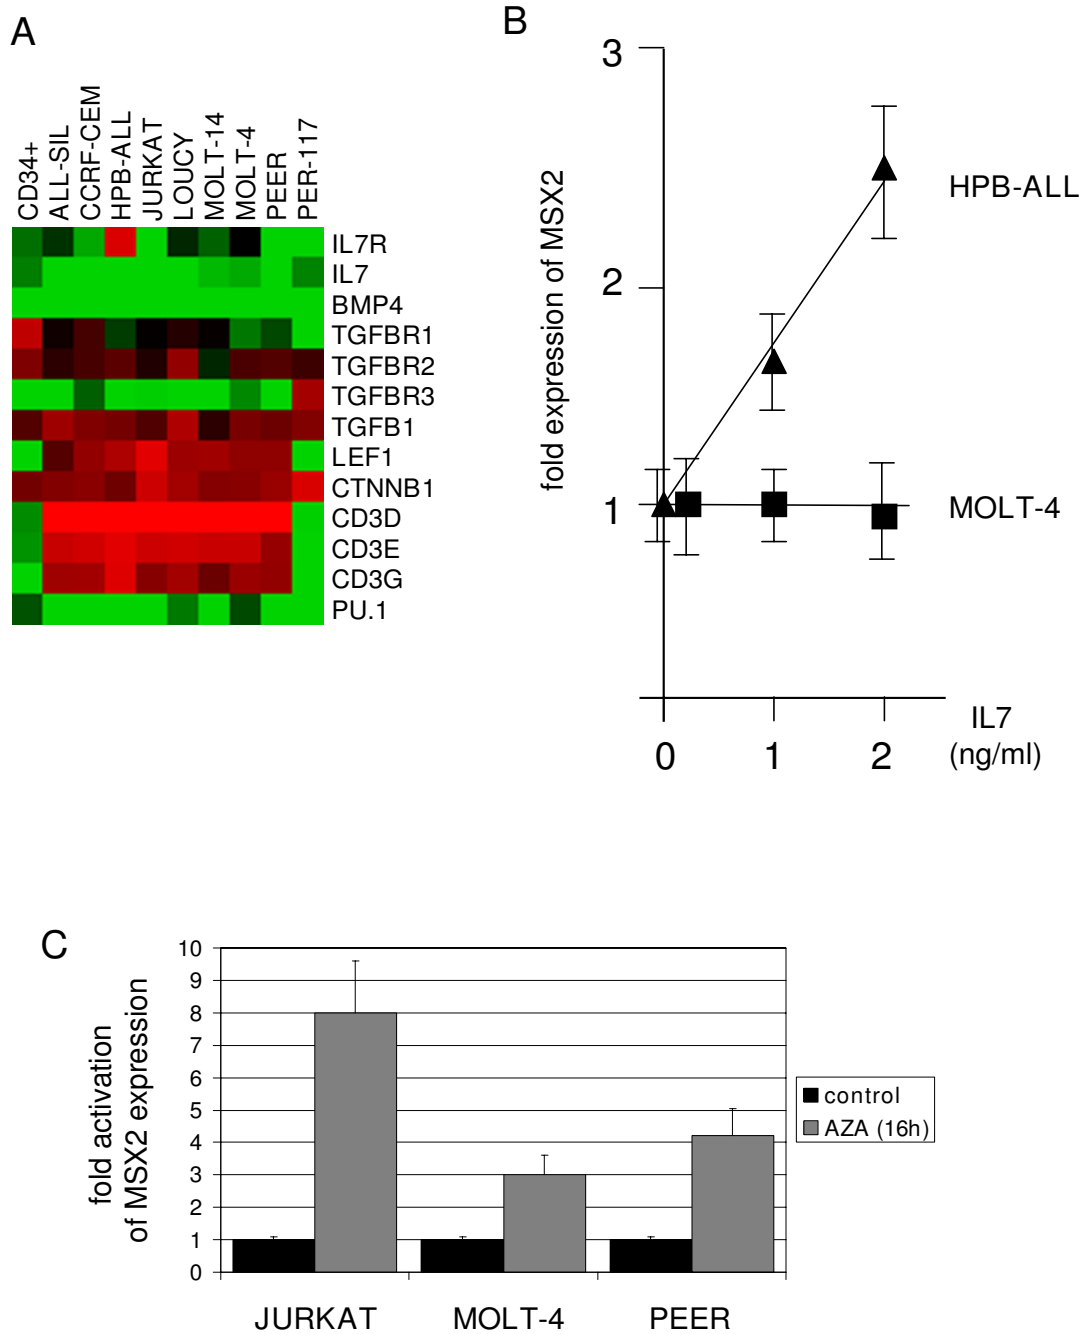 A
CD34+
ALL-SIL
CCRF-CEM
HPB-ALL
JURKAT
LOUCY
MOLT-14
MOLT-4
PEER
PER-117
IL7R
IL7
BMP4
TGFBR1
TGFBR2
TGFBR3
TGFB1
LEF1
CTNNB1
CD3D
CD3E
CD3G
PU.1
B
fold expression of MSX2
3
2
1
HPB-ALL
MOLT-4
0 1 2
IL7
(ng/ml)
C
fold activation
of MSX2 expression
10
9
8
7
6
5
4
3
2
1
0
JURKAT MOLT-4 PEER
control
AZA (16h)